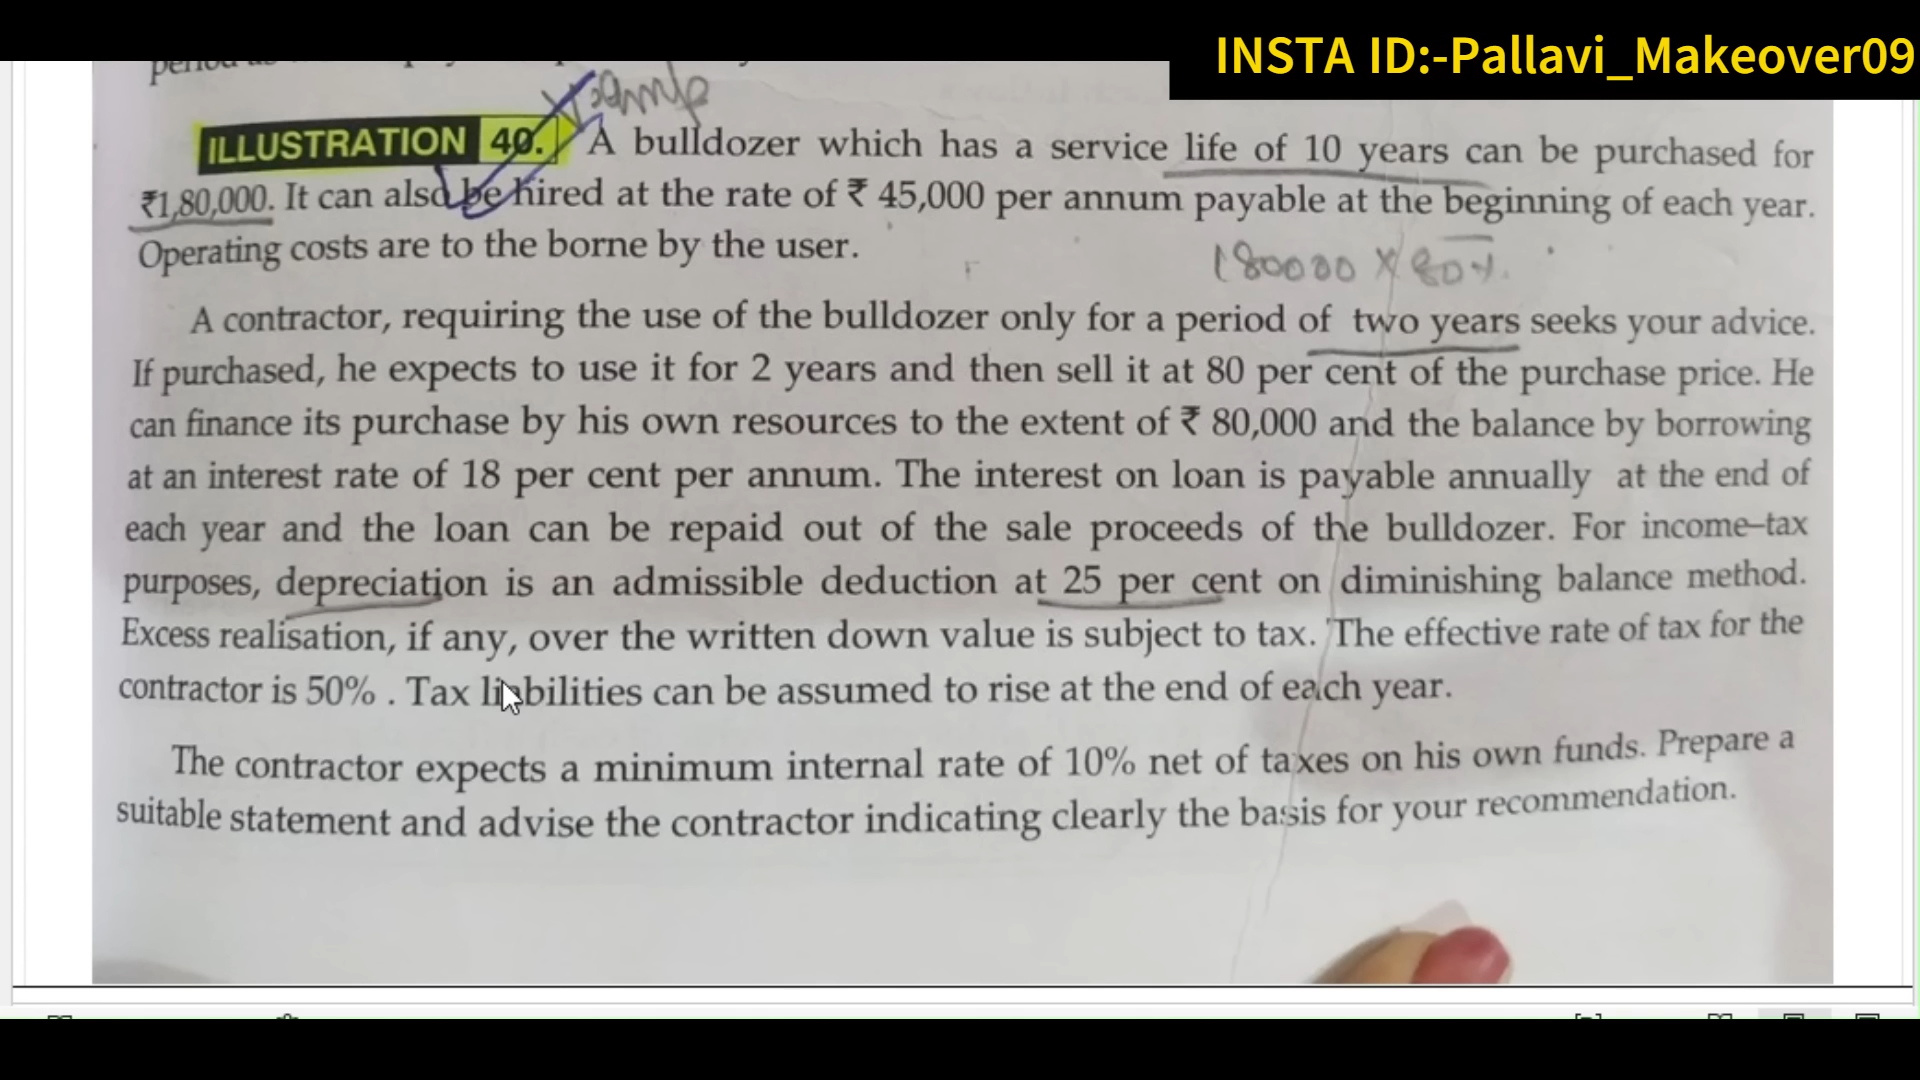 INSTA ID:-Pallavi_Makeover09
Examp
ILLUSTRATION 40. A bulldozer which has a service life of 10 years can be purchased for
₹1,80,000. It can also be hired at the rate of ₹ 45,000 per annum payable at the beginning of each year.
Operating costs are to the borne by the user.
180000 X 80%.
A contractor, requiring the use of the bulldozer only for a period of two years seeks your advice.
If purchased, he expects to use it for 2 years and then sell it at 80 per cent of the purchase price. He
can finance its purchase by his own resources to the extent of ₹ 80,000 and the balance by borrowing
at an interest rate of 18 per cent per annum. The interest on loan is payable annually at the end of
each year and the loan can be repaid out of the sale proceeds of the bulldozer. For income–tax
purposes, depreciation is an admissible deduction at 25 per cent on diminishing balance method.
Excess realisation, if any, over the written down value is subject to tax. The effective rate of tax for the
contractor is 50% . Tax liabilities can be assumed to rise at the end of each year.
The contractor expects a minimum internal rate of 10% net of taxes on his own funds. Prepare a
suitable statement and advise the contractor indicating clearly the basis for your recommendation.